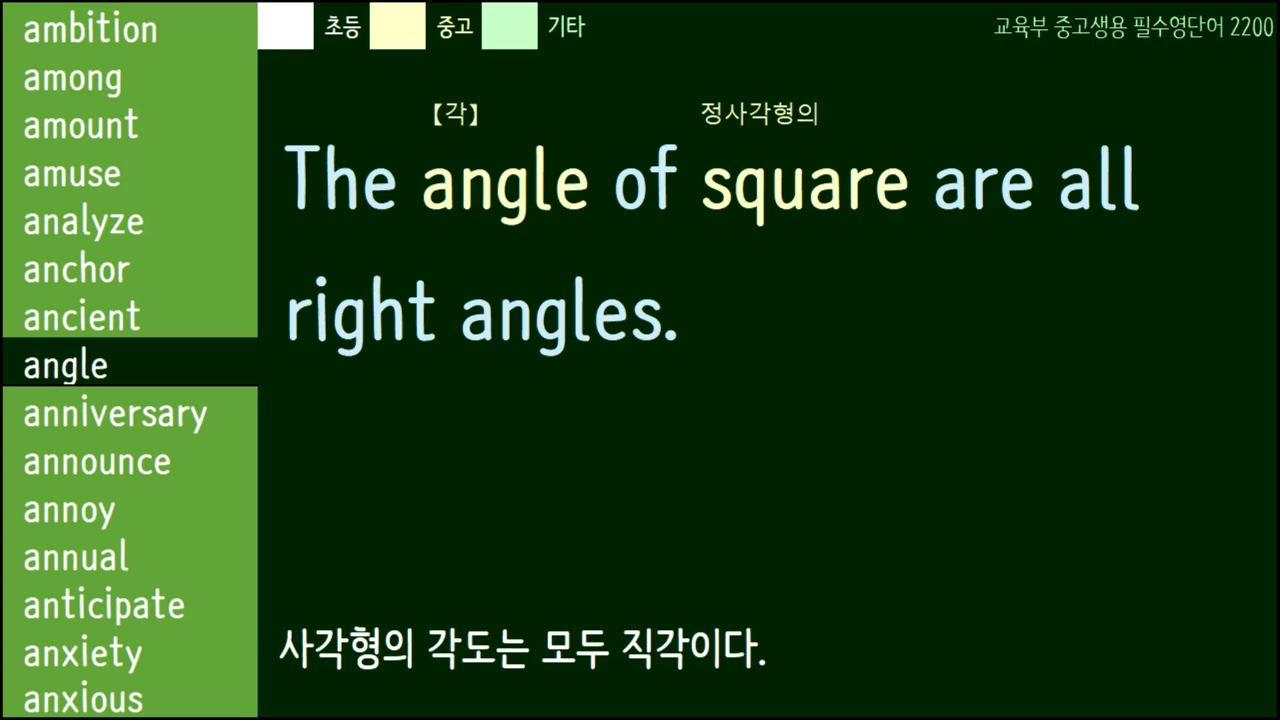 ambition
among
amount
amuse
analyze
anchor
ancient
angle
anniversary
announce
annoy
annual
anticipate
anxiety
anxious
초등 중고 기타
교육부 중고생용 필수영단어 2200
【각】 정사각형의
The angle of square are all
right angles.
사각형의 각도는 모두 직각이다.